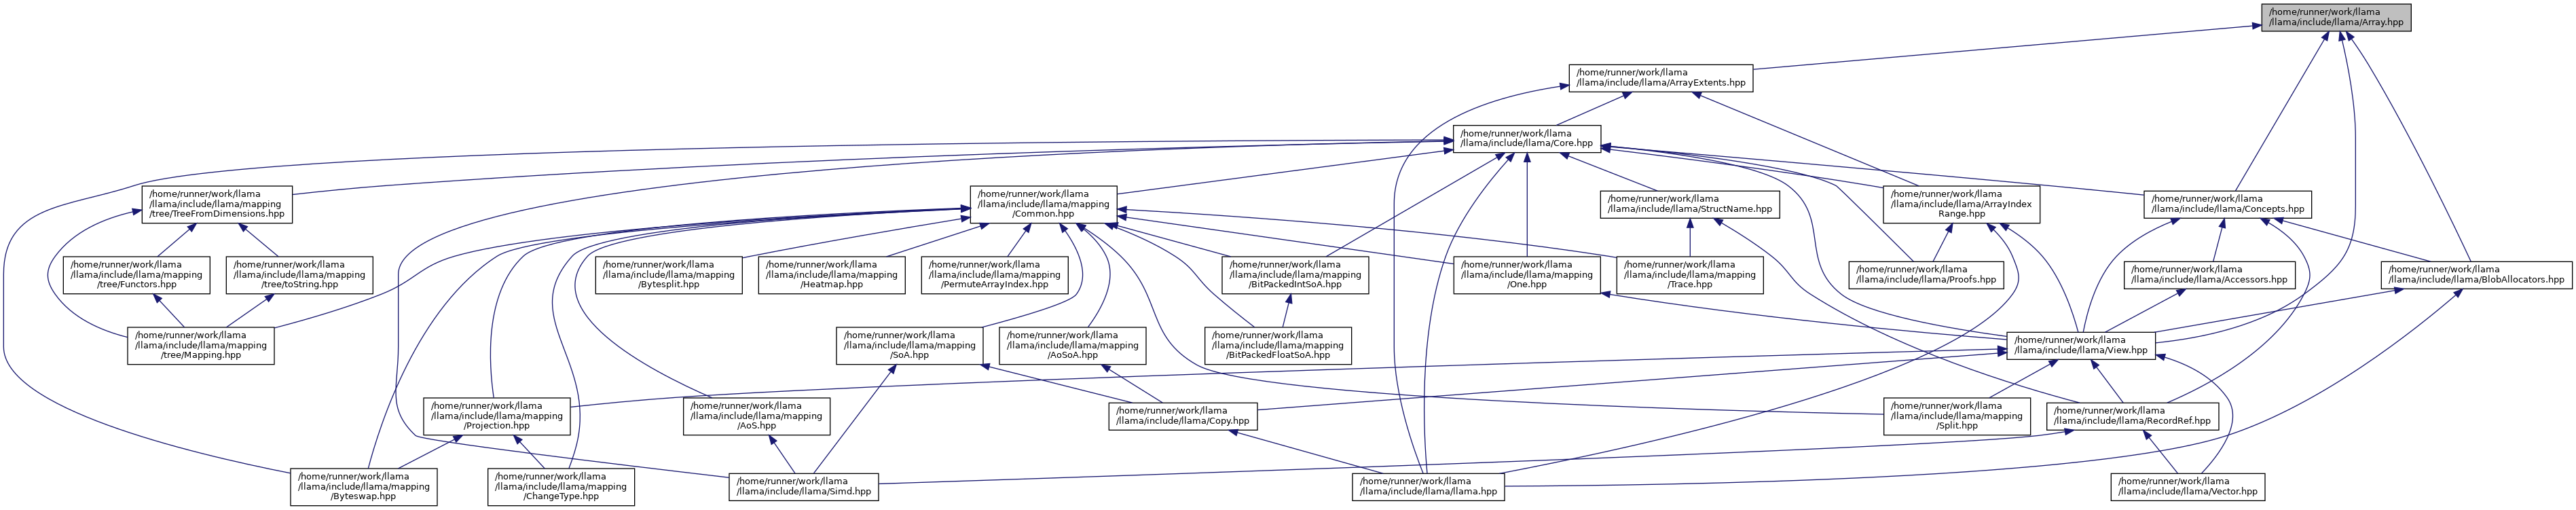 /home/runner/work/llama
/llama/include/llama/Array.hpp
/home/runner/work/llama
/llama/include/llama/ArrayExtents.hpp
/home/runner/work/llama
/llama/include/llama/Core.hpp
/home/runner/work/llama
/llama/include/llama/mapping
/tree/TreeFromDimensions.hpp
/home/runner/work/llama
/llama/include/llama/mapping
/Common.hpp
/home/runner/work/llama
/llama/include/llama/StructName.hpp
/home/runner/work/llama
/llama/include/llama/ArrayIndex
Range.hpp
/home/runner/work/llama
/llama/include/llama/Concepts.hpp
/home/runner/work/llama
/llama/include/llama/mapping
/tree/Functors.hpp
/home/runner/work/llama
/llama/include/llama/mapping
/tree/toString.hpp
/home/runner/work/llama
/llama/include/llama/mapping
/Bytesplit.hpp
/home/runner/work/llama
/llama/include/llama/mapping
/Heatmap.hpp
/home/runner/work/llama
/llama/include/llama/mapping
/PermuteArrayIndex.hpp
/home/runner/work/llama
/llama/include/llama/mapping
/BitPackedIntSoA.hpp
/home/runner/work/llama
/llama/include/llama/mapping
/One.hpp
/home/runner/work/llama
/llama/include/llama/mapping
/Trace.hpp
/home/runner/work/llama
/llama/include/llama/Proofs.hpp
/home/runner/work/llama
/llama/include/llama/Accessors.hpp
/home/runner/work/llama
/llama/include/llama/BlobAllocators.hpp
/home/runner/work/llama
/llama/include/llama/mapping
/tree/Mapping.hpp
/home/runner/work/llama
/llama/include/llama/mapping
/SoA.hpp
/home/runner/work/llama
/llama/include/llama/mapping
/AoSoA.hpp
/home/runner/work/llama
/llama/include/llama/mapping
/BitPackedFloatSoA.hpp
/home/runner/work/llama
/llama/include/llama/View.hpp
/home/runner/work/llama
/llama/include/llama/mapping
/Projection.hpp
/home/runner/work/llama
/llama/include/llama/mapping
/AoS.hpp
/home/runner/work/llama
/llama/include/llama/Copy.hpp
/home/runner/work/llama
/llama/include/llama/mapping
/Split.hpp
/home/runner/work/llama
/llama/include/llama/RecordRef.hpp
/home/runner/work/llama
/llama/include/llama/mapping
/Byteswap.hpp
/home/runner/work/llama
/llama/include/llama/mapping
/ChangeType.hpp
/home/runner/work/llama
/llama/include/llama/Simd.hpp
/home/runner/work/llama
/llama/include/llama/llama.hpp
/home/runner/work/llama
/llama/include/llama/Vector.hpp